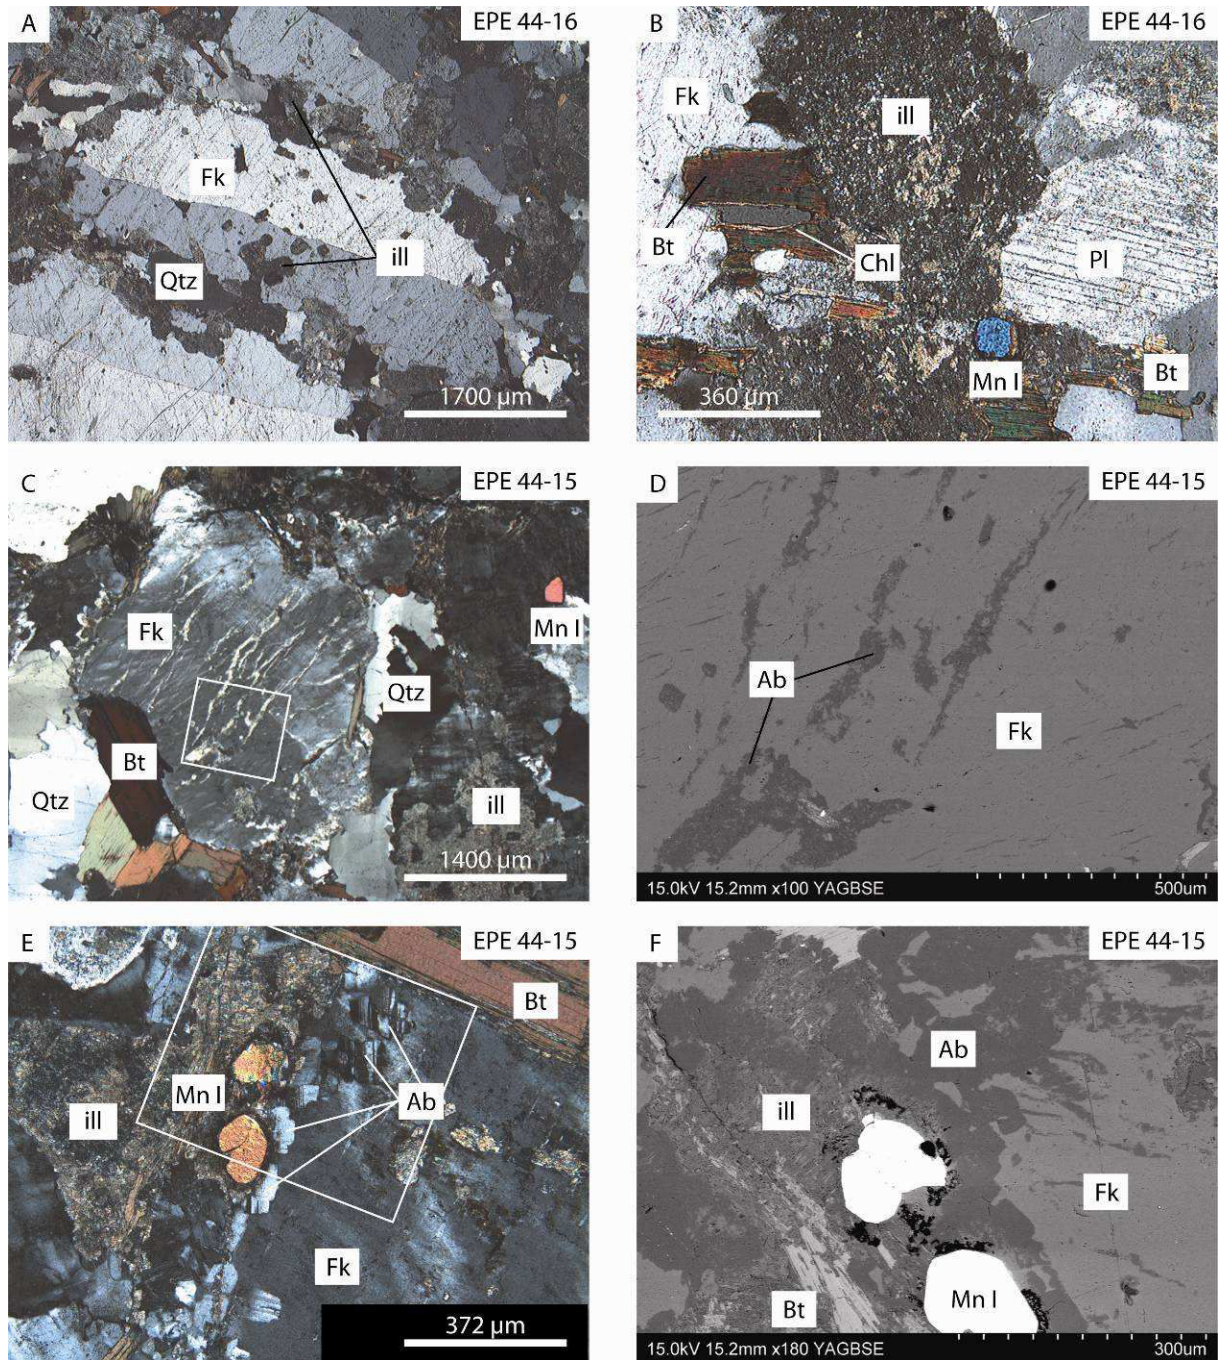 A
EPE 44-16
Fk
ill
Qtz
1700 µm
B
EPE 44-16
Fk
ill
Bt
Chl
Pl
Mn I
Bt
360 µm
C
EPE 44-15
Fk
Mn I
Qtz
Bt
Qtz
ill
1400 µm
D
EPE 44-15
Ab
Fk
15.0kV 15.2mm x100 YAGBSE
500um
E
EPE 44-15
Bt
Mn I
Ab
ill
Fk
372 µm
F
EPE 44-15
Ab
ill
Fk
Bt
Mn I
15.0kV 15.2mm x180 YAGBSE
300um